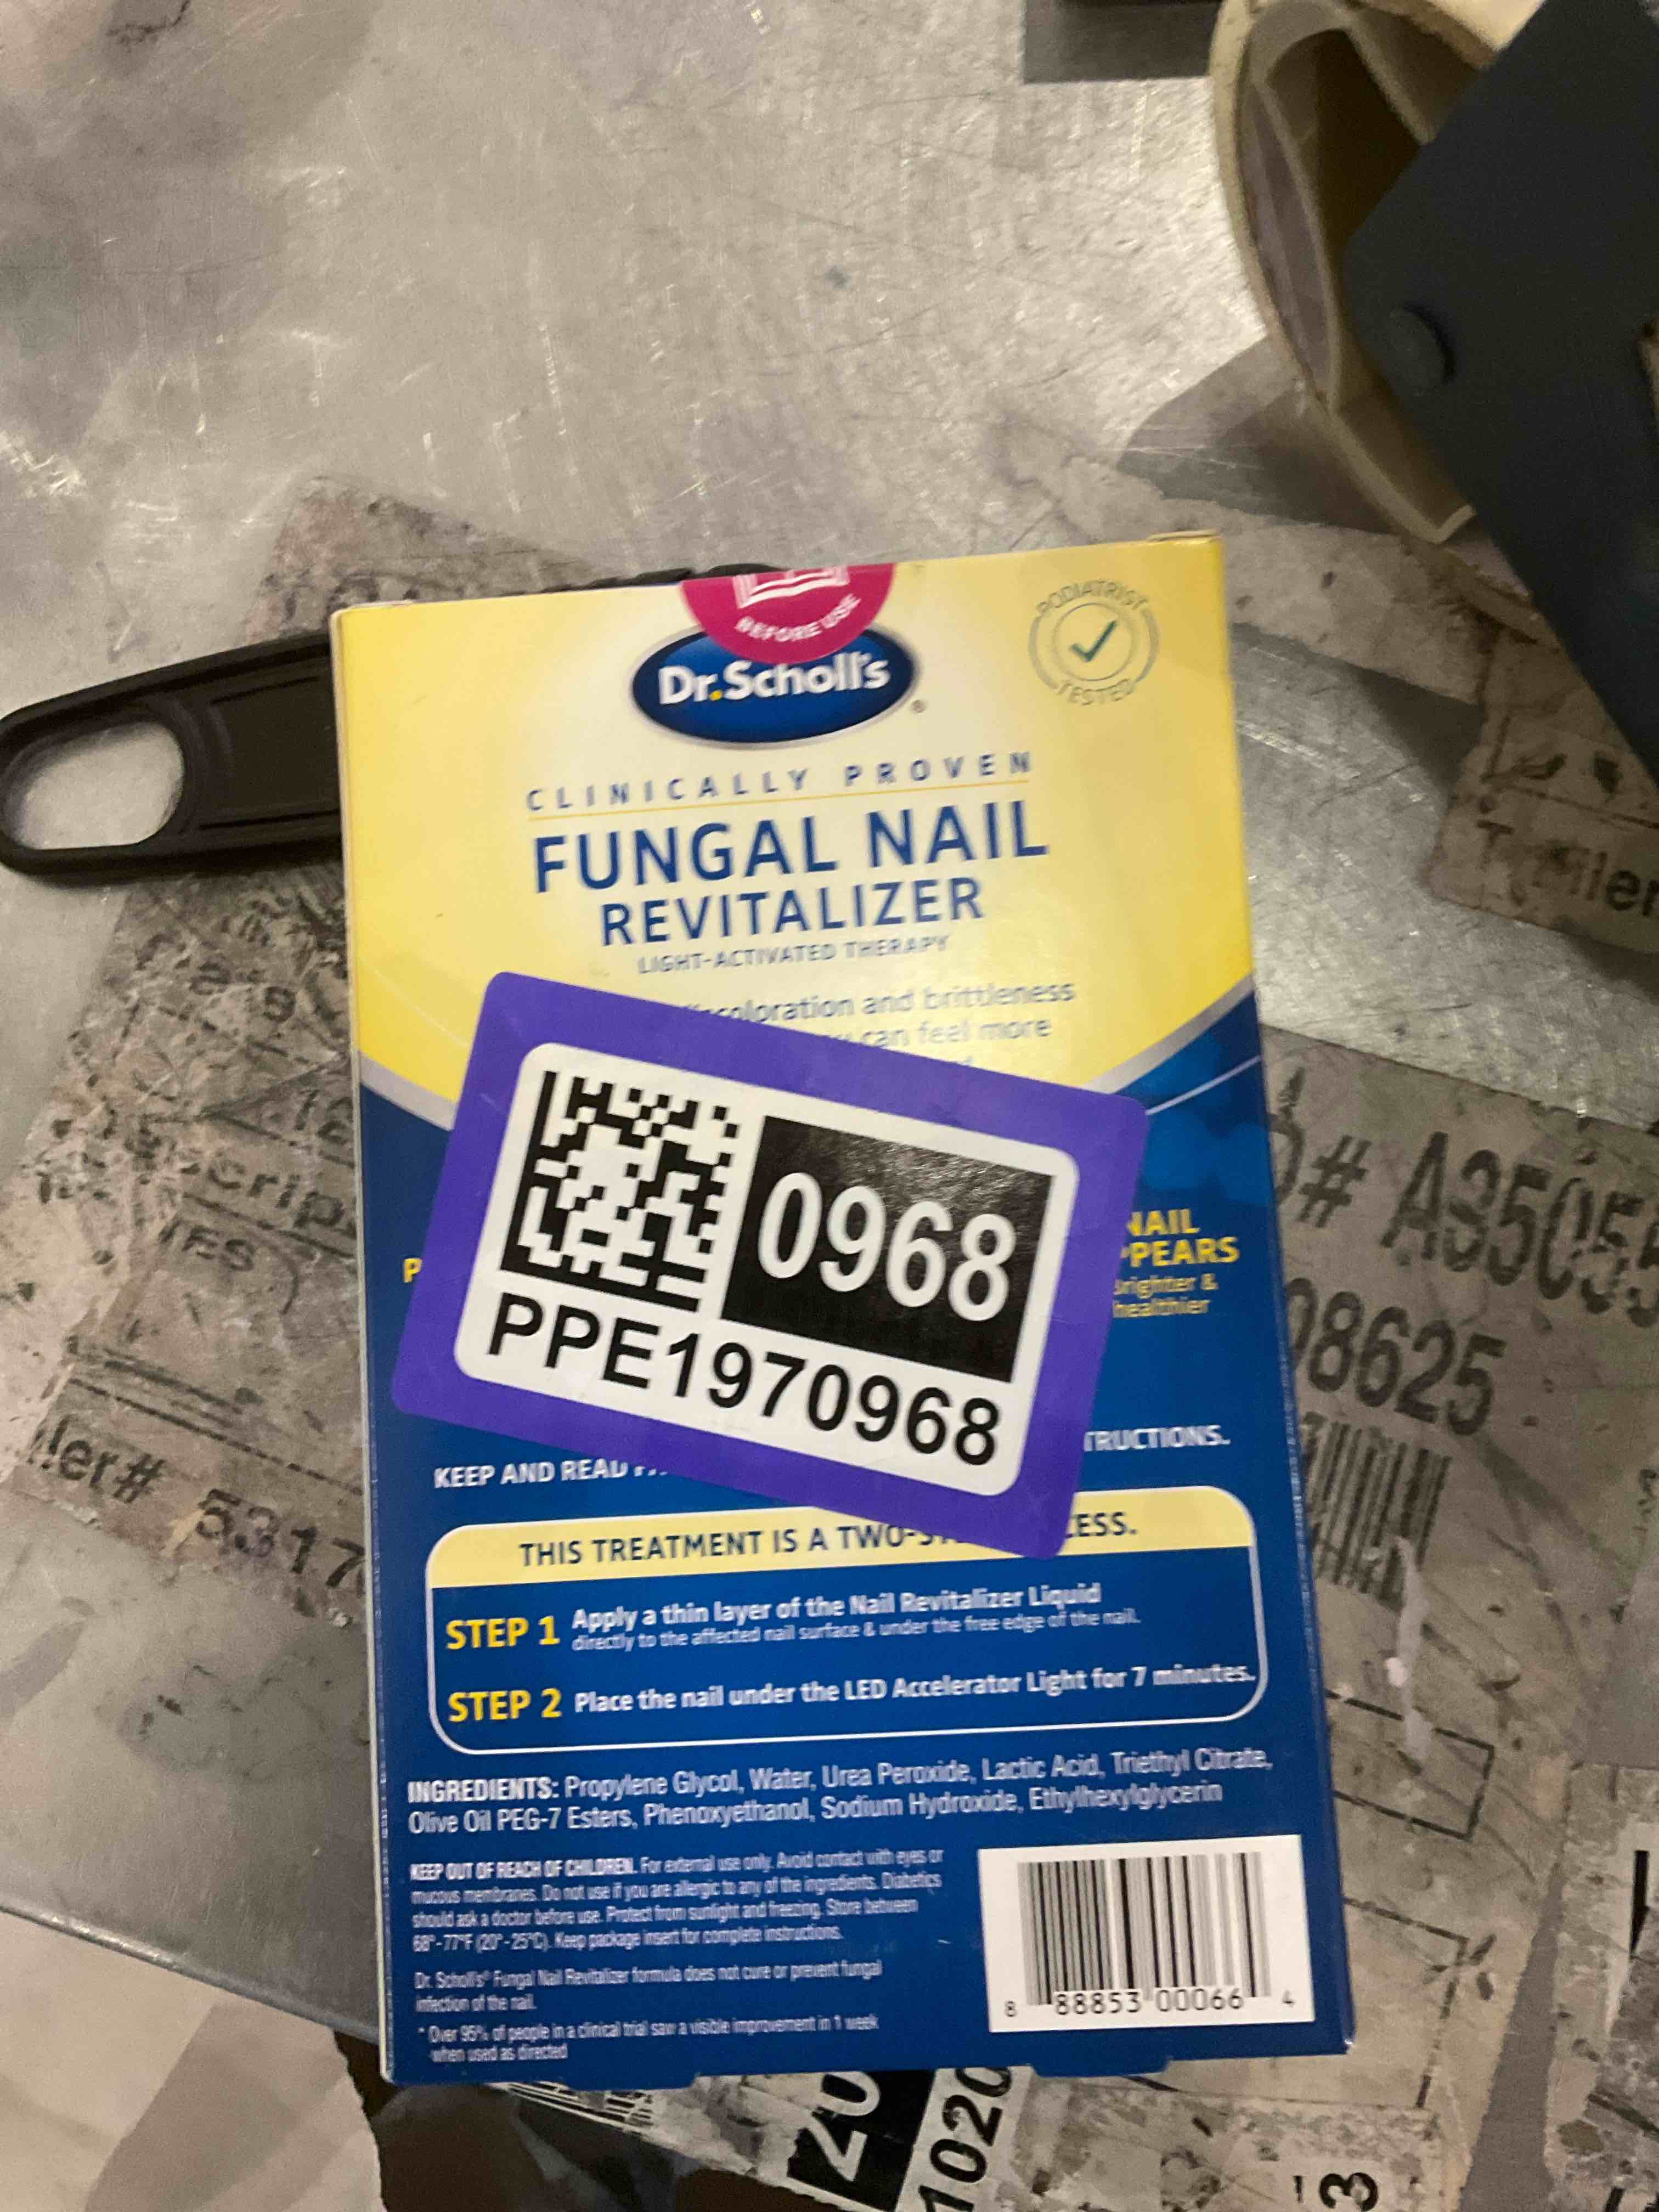 BEFORE USE
Dr.Scholl's®
PODIATRIST
TESTED
CLINICALLY PROVEN
FUNGAL NAIL
REVITALIZER
LIGHT-ACTIVATED THERAPY
and brittleness
can feel more
0968
PPE1970968
NAIL
brighter &
healthier
KEEP AND READ
THIS TREATMENT IS A
STEP 1 Apply a thin layer of the Nail Revitalizer Liquid
directly to the affected nail surface & under the free edge of the nail.
STEP 2 Place the nail under the LED Accelerator Light for 7 minutes.
INGREDIENTS: Propylene Glycol, Water, Urea Peroxide, Lactic Acid, Triethyl Citrate,
Olive Oil PEG-7 Esters, Phenoxyethanol, Sodium Hydroxide, Ethylhexylglycerin
KEEP OUT OF REACH OF CHILDREN. For external use only. Avoid contact with eyes or
mucous membranes. Do not use if you are allergic to any of the ingredients. Diabetics
should ask a doctor before use. Protect from sunlight and freezing. Store between
68°-77°F (20°-25°C). Keep package insert for complete instructions.
Dr. Scholl's® Fungal Nail Revitalizer formula does not cure or prevent fungal
infection of the nail.
* Over 95% of people in a clinical trial saw a visible improvement in 1 week
when used as directed
8 88853 00066 4
# A3505
08625
5317
1020
3